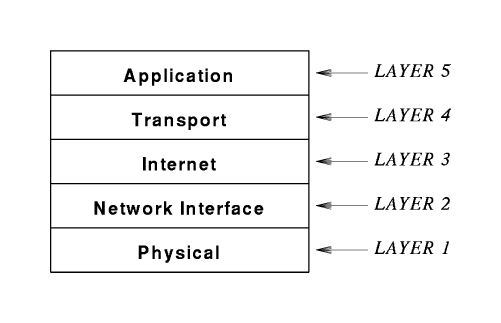 Application LAYER 5
Transport LAYER 4
Internet LAYER 3
Network Interface LAYER 2
Physical LAYER 1